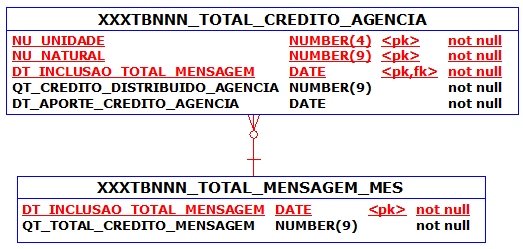 XXXTBNNN_TOTAL_CREDITO_AGENCIA
NU_UNIDADE NUMBER(4) <pk> not null
NU_NATURAL NUMBER(9) <pk> not null
DT_INCLUSAO_TOTAL_MENSAGEM DATE <pk,fk> not null
QT_CREDITO_DISTRIBUIDO_AGENCIA NUMBER(9) not null
DT_APORTE_CREDITO_AGENCIA DATE not null
XXXTBNNN_TOTAL_MENSAGEM_MES
DT_INCLUSAO_TOTAL_MENSAGEM DATE <pk> not null
QT_TOTAL_CREDITO_MENSAGEM NUMBER(9) not null